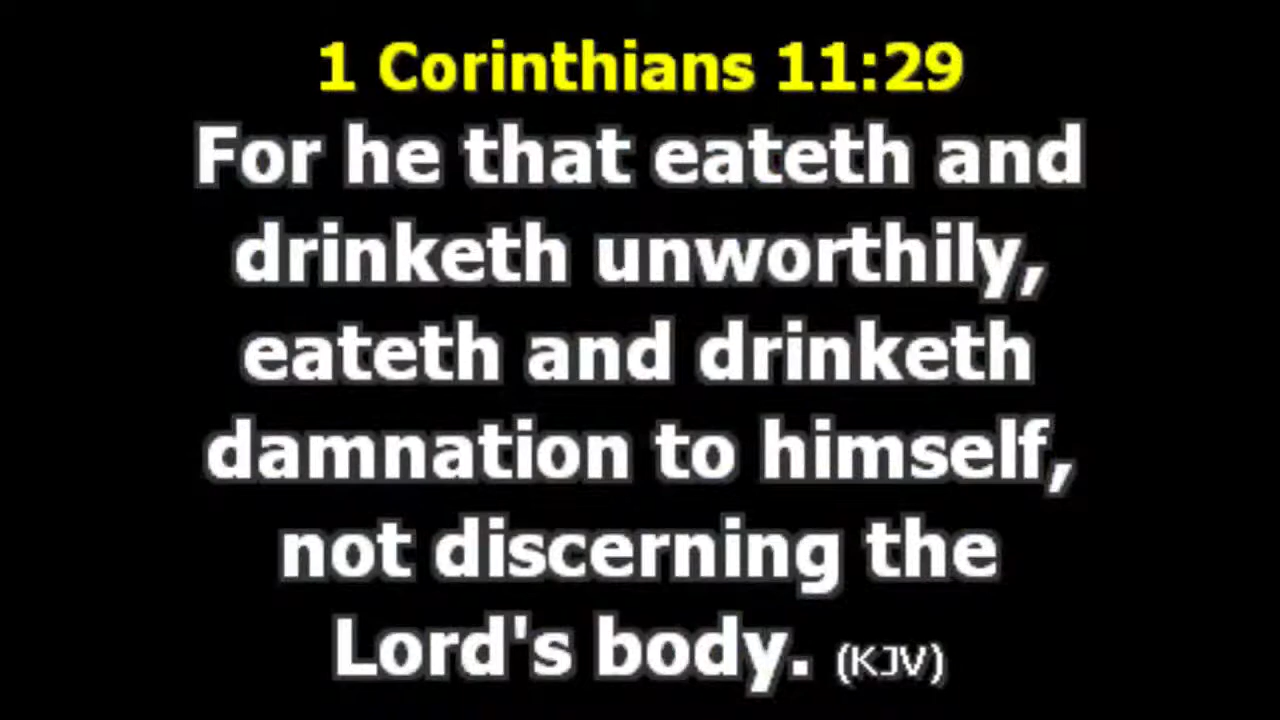 1 Corinthians 11:29
For he that eateth and
drinketh unworthily,
eateth and drinketh
damnation to himself,
not discerning the
Lord's body. (KJV)